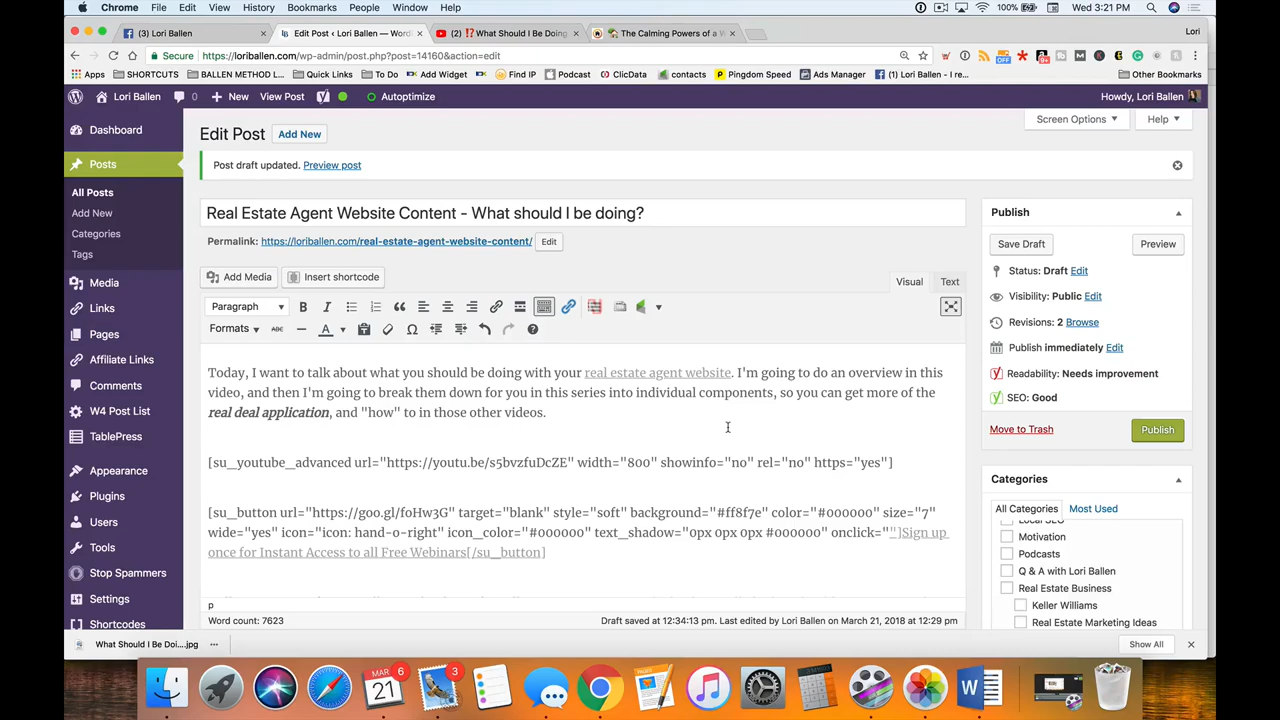 Chrome File Edit View History Bookmarks People Window Help 100% Wed 3:21 PM
(3) Lori Ballen Edit Post ‹ Lori Ballen — Word (2) ⁉️What Should I Be Doing The Calming Powers of a W Lori
Secure https://loriballen.com/wp-admin/post.php?post=14160&action=edit
Apps SHORTCUTS BALLEN METHOD L... Quick Links To Do Add Widget Find IP Podcast ClicData contacts Pingdom Speed Ads Manager (1) Lori Ballen - I re... Other Bookmarks
Lori Ballen 0 New View Post Autoptimize Howdy, Lori Ballen
Screen Options Help
Dashboard
Posts
All Posts
Add New
Categories
Tags
Media
Links
Pages
Affiliate Links
Comments
W4 Post List
TablePress
Appearance
Plugins
Users
Tools
Stop Spammers
Settings
Shortcodes
Edit Post Add New
Post draft updated. Preview post
Real Estate Agent Website Content - What should I be doing?
Permalink: https://loriballen.com/real-estate-agent-website-content/ Edit
Add Media Insert shortcode Visual Text
Paragraph B I
Formats ABC A
Today, I want to talk about what you should be doing with your real estate agent website. I'm going to do an overview in this
video, and then I'm going to break them down for you in this series into individual components, so you can get more of the
real deal application, and "how" to in those other videos.
[su_youtube_advanced url="https://youtu.be/s5bvzfuDcZE" width="800" showinfo="no" rel="no" https="yes"]
[su_button url="https://goo.gl/foHw3G" target="blank" style="soft" background="#ff8f7e" color="#000000" size="7"
wide="yes" icon="icon: hand-o-right" icon_color="#000000" text_shadow="0px 0px 0px #000000" onclick=""]Sign up
once for Instant Access to all Free Webinars[/su_button]
p
Word count: 7623 Draft saved at 12:34:13 pm. Last edited by Lori Ballen on March 21, 2018 at 12:29 pm
Publish
Save Draft Preview
Status: Draft Edit
Visibility: Public Edit
Revisions: 2 Browse
Publish immediately Edit
Readability: Needs improvement
SEO: Good
Move to Trash Publish
Categories
All Categories Most Used
Local SEO
Motivation
Podcasts
Q & A with Lori Ballen
Real Estate Business
Keller Williams
Real Estate Marketing Ideas
What Should I Be Doi....jpg Show All
MAR 21 6 3